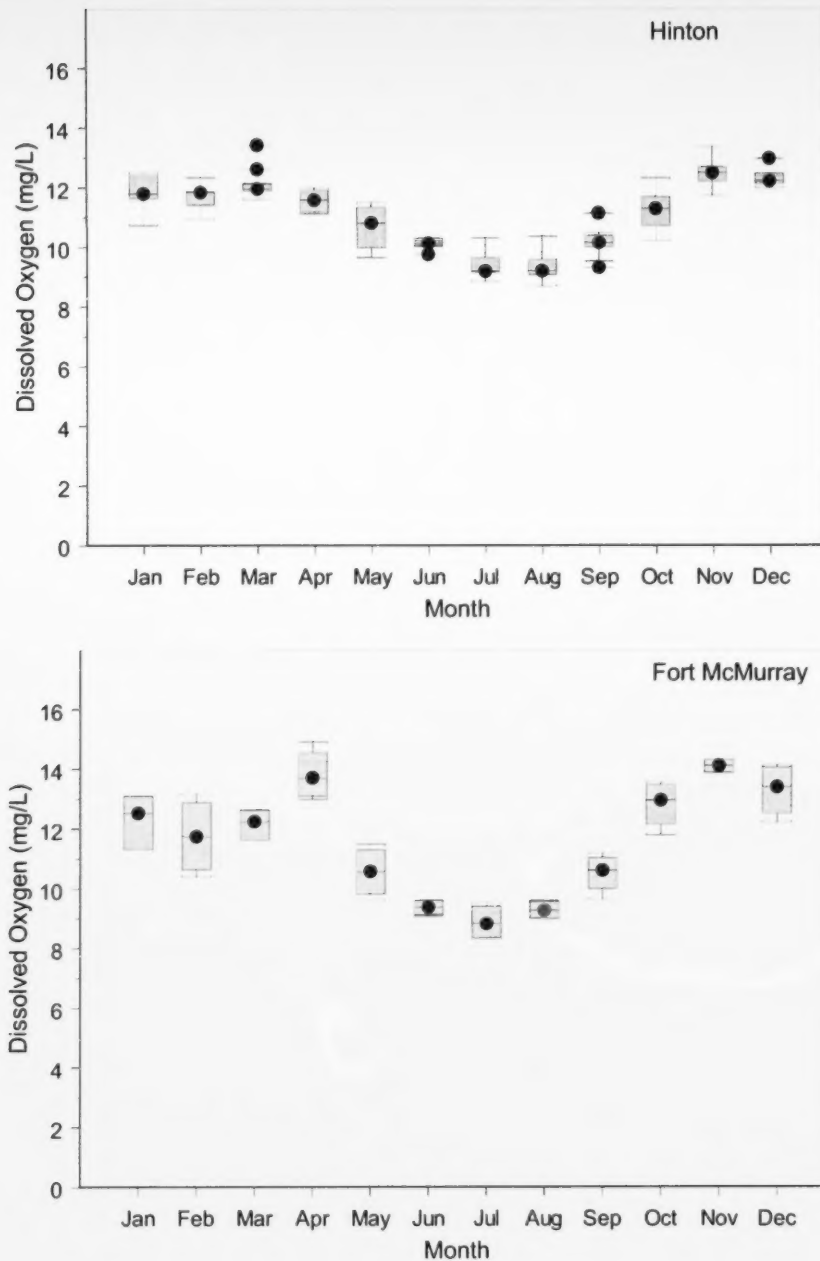 Hinton
Dissolved Oxygen (mg/L)
16
14
12
10
8
6
4
2
0
Jan Feb Mar Apr May Jun Jul Aug Sep Oct Nov Dec
Month
Fort McMurray
Dissolved Oxygen (mg/L)
16
14
12
10
8
6
4
2
0
Jan Feb Mar Apr May Jun Jul Aug Sep Oct Nov Dec
Month